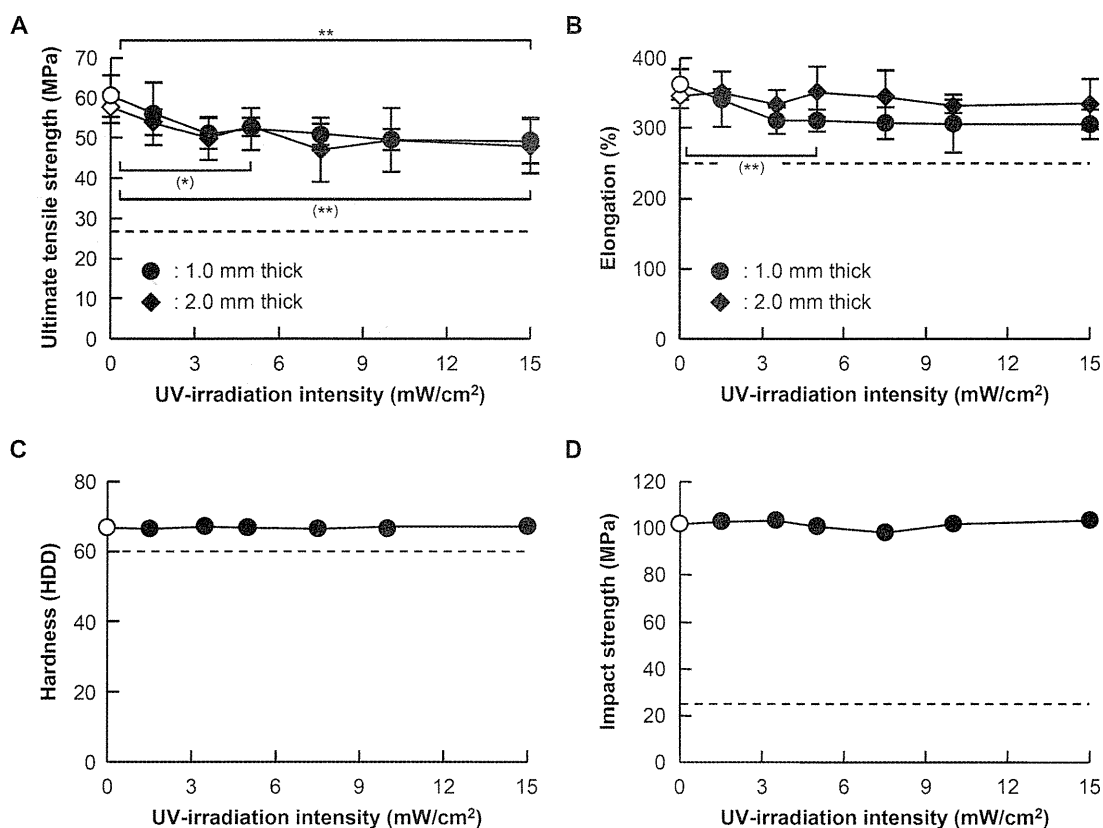 A
**
Ultimate tensile strength (MPa)
70
60
50
40
30
20
10
0
(*)
(**)
: 1.0 mm thick
: 2.0 mm thick
0 3 6 9 12 15
UV-irradiation intensity (mW/cm²)
B
Elongation (%)
400
300
200
100
0
(**)
: 1.0 mm thick
: 2.0 mm thick
0 3 6 9 12 15
UV-irradiation intensity (mW/cm²)
C
Hardness (HDD)
80
60
40
20
0
0 3 6 9 12 15
UV-irradiation intensity (mW/cm²)
D
Impact strength (MPa)
120
100
80
60
40
20
0
0 3 6 9 12 15
UV-irradiation intensity (mW/cm²)